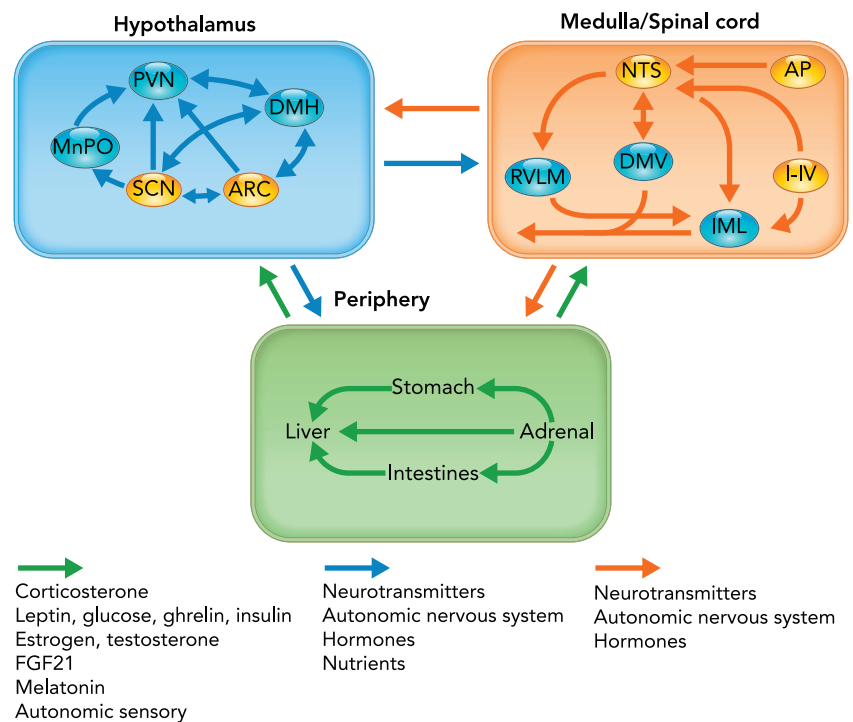 Hypothalamus
Medulla/Spinal cord
PVN
DMH
MnPO
SCN
ARC
NTS
AP
RVLM
DMV
I-IV
IML
Periphery
Stomach
Liver
Adrenal
Intestines
Corticosterone
Leptin, glucose, ghrelin, insulin
Estrogen, testosterone
FGF21
Melatonin
Autonomic sensory
Neurotransmitters
Autonomic nervous system
Hormones
Nutrients
Neurotransmitters
Autonomic nervous system
Hormones